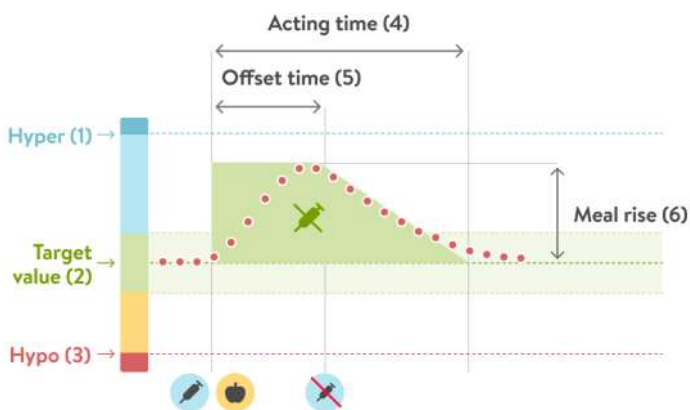 Acting time (4)
Offset time (5)
Hyper (1)
Meal rise (6)
Target
value (2)
Hypo (3)